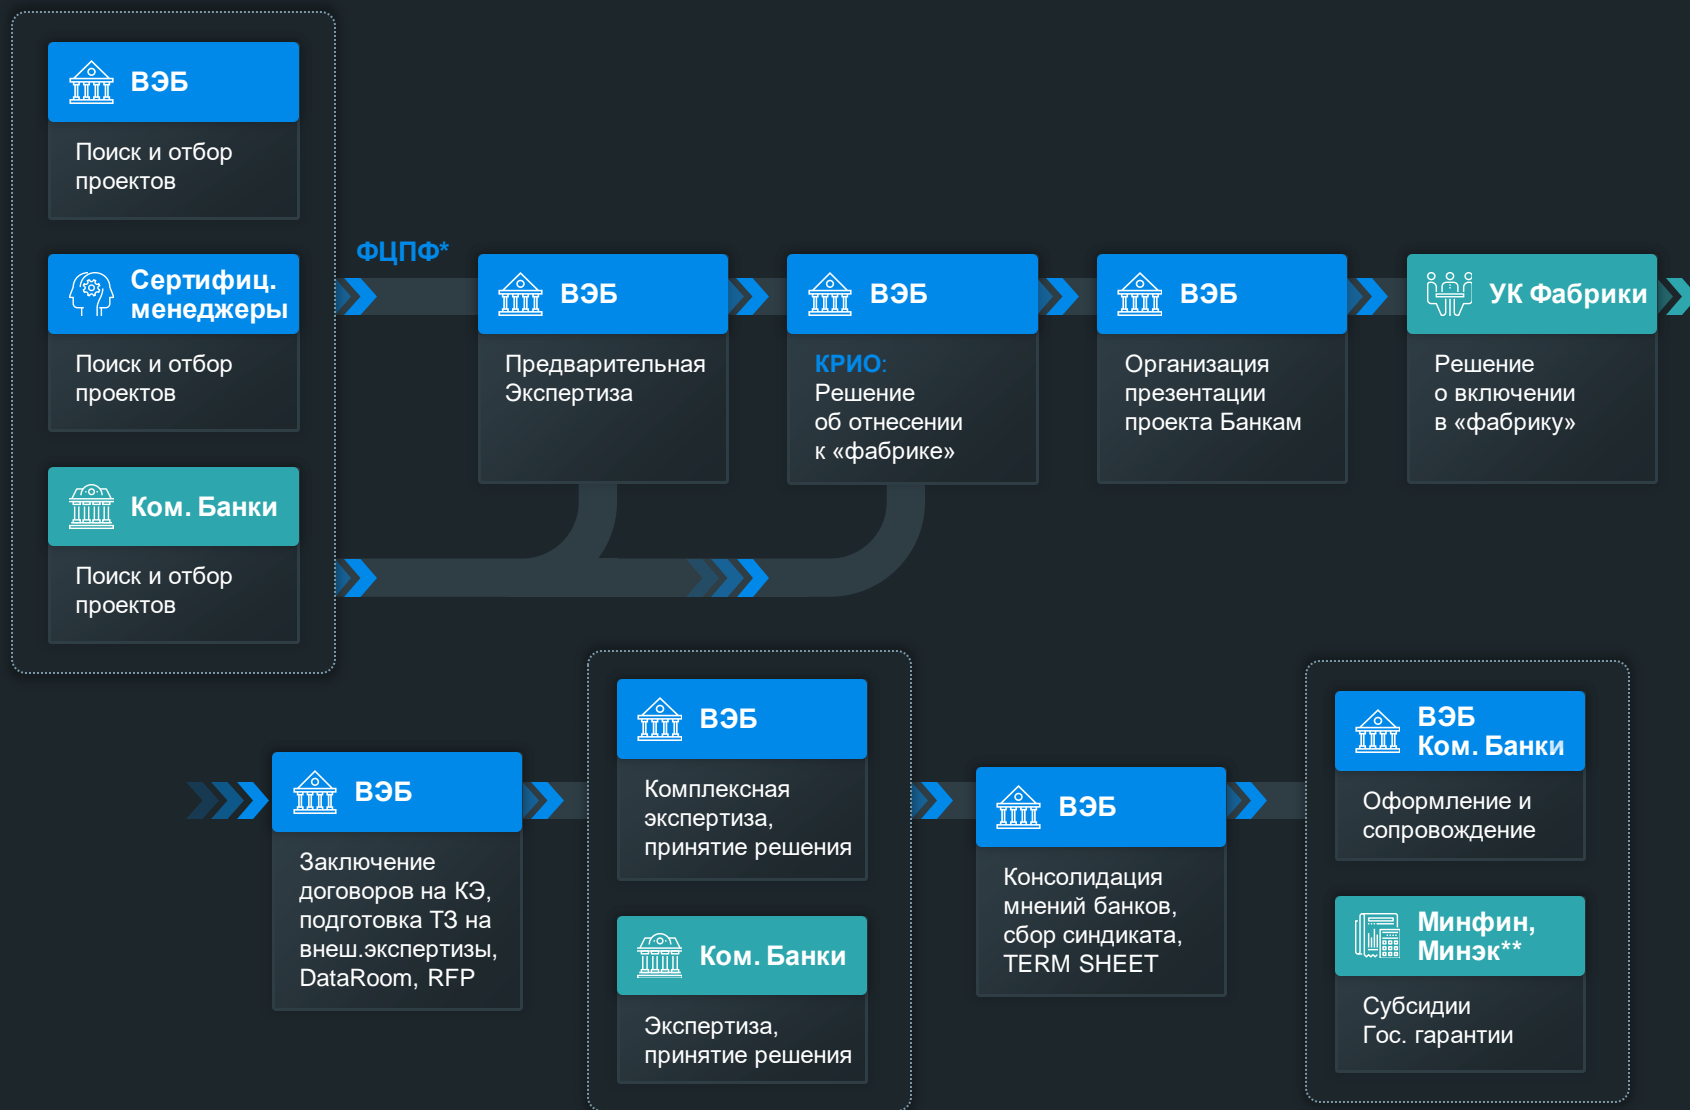 ВЭБ
Поиск и отбор
проектов
Сертифиц.
менеджеры
Поиск и отбор
проектов
Ком. Банки
Поиск и отбор
проектов
ФЦПФ*
ВЭБ
Предварительная
Экспертиза
ВЭБ
КРИО:
Решение
об отнесении
к «фабрике»
ВЭБ
Организация
презентации
проекта Банкам
УК Фабрики
Решение
о включении
в «фабрику»
ВЭБ
Заключение
договоров на КЭ,
подготовка ТЗ на
внеш.экспертизы,
DataRoom, RFP
ВЭБ
Комплексная
экспертиза,
принятие решения
Ком. Банки
Экспертиза,
принятие решения
ВЭБ
Консолидация
мнений банков,
сбор синдиката,
TERM SHEET
ВЭБ
Ком. Банки
Оформление и
сопровождение
Минфин,
Минэк**
Субсидии
Гос. гарантии